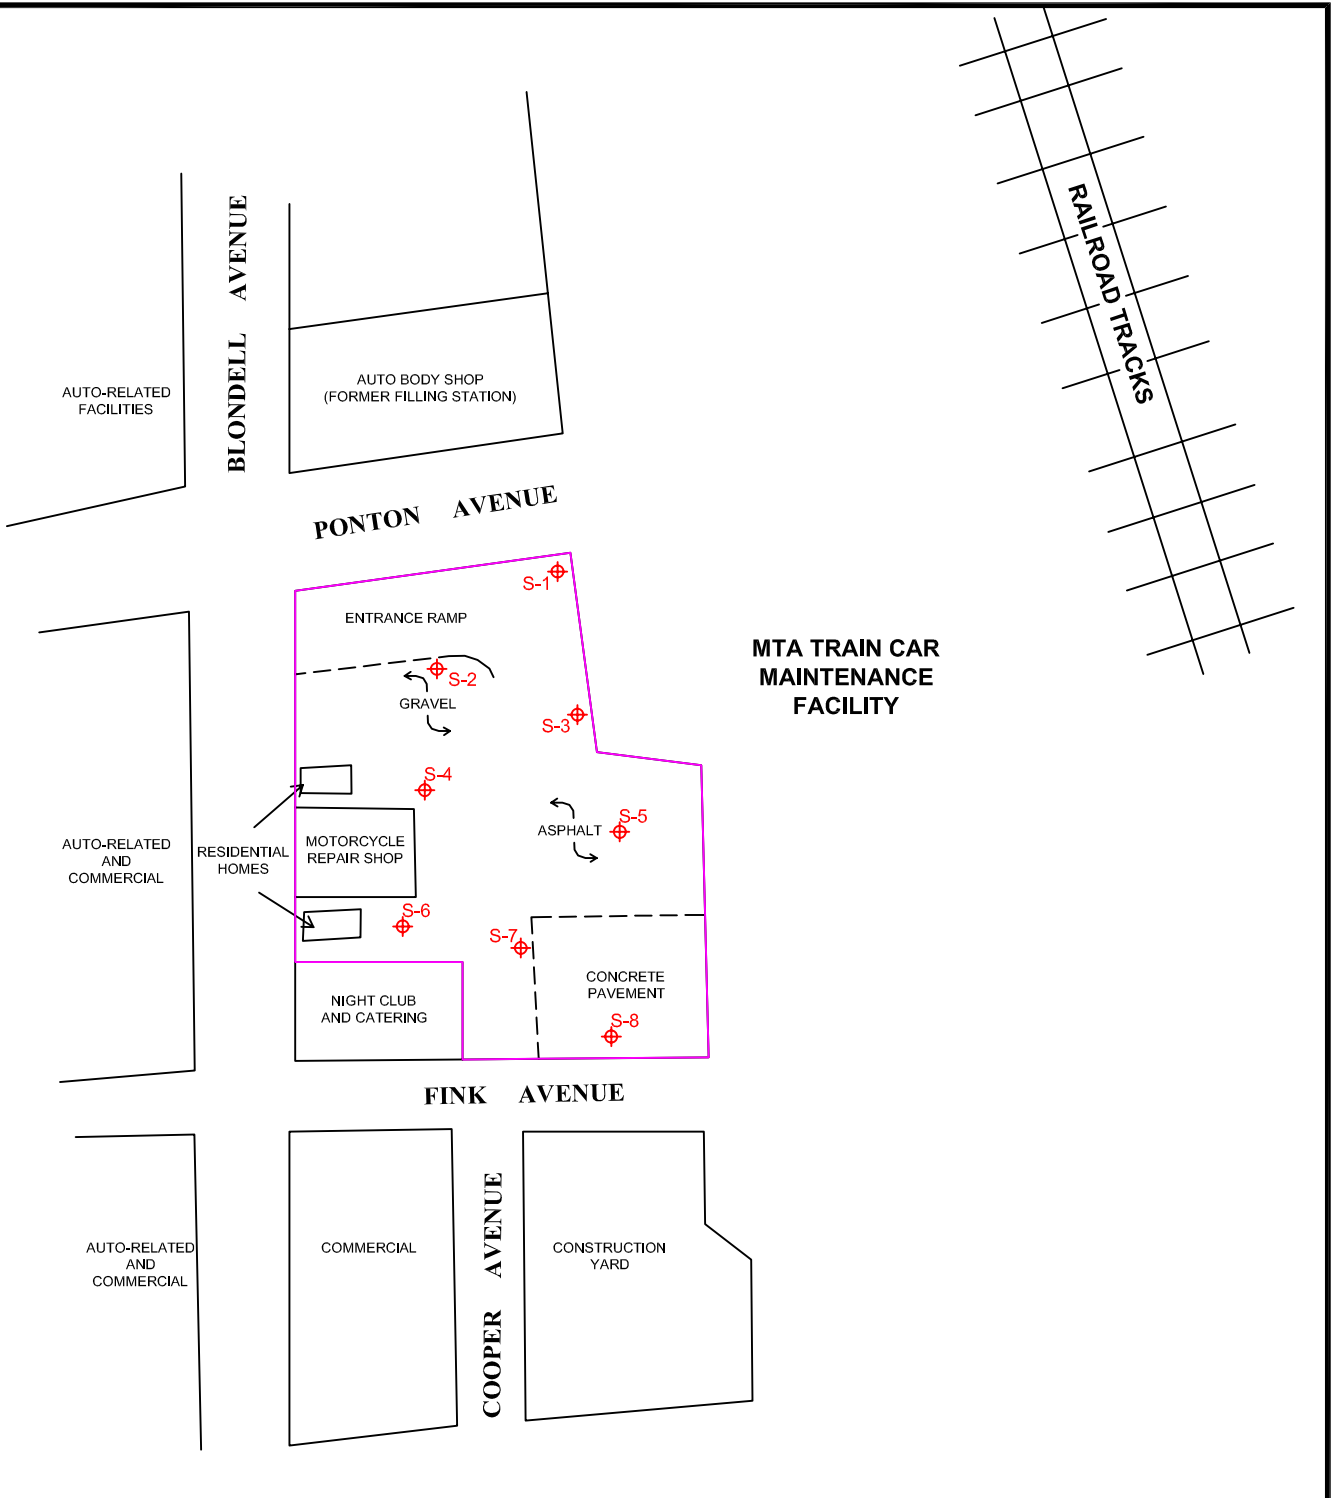 RAILROAD TRACKS
BLONDELL AVENUE
AUTO-RELATED
FACILITIES
AUTO BODY SHOP
(FORMER FILLING STATION)
PONTON AVENUE
S-1
ENTRANCE RAMP
S-2
GRAVEL
S-3
MTA TRAIN CAR
MAINTENANCE
FACILITY
S-4
S-5
ASPHALT
AUTO-RELATED
AND
COMMERCIAL
RESIDENTIAL
HOMES
MOTORCYCLE
REPAIR SHOP
S-6
S-7
CONCRETE
PAVEMENT
NIGHT CLUB
AND CATERING
S-8
FINK AVENUE
COOPER AVENUE
AUTO-RELATED
AND
COMMERCIAL
COMMERCIAL
CONSTRUCTION
YARD